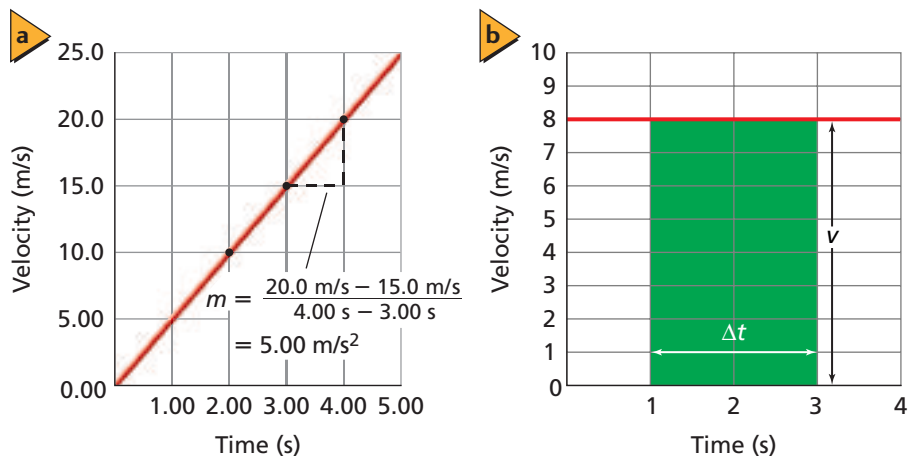 a
25.0
20.0
15.0
10.0
5.00
0.00
Velocity (m/s)
m = 20.0 m/s − 15.0 m/s
4.00 s − 3.00 s
= 5.00 m/s²
1.00 2.00 3.00 4.00 5.00
Time (s)
b
10
9
8
7
6
5
4
3
2
1
0
Velocity (m/s)
v
Δt
1 2 3 4
Time (s)